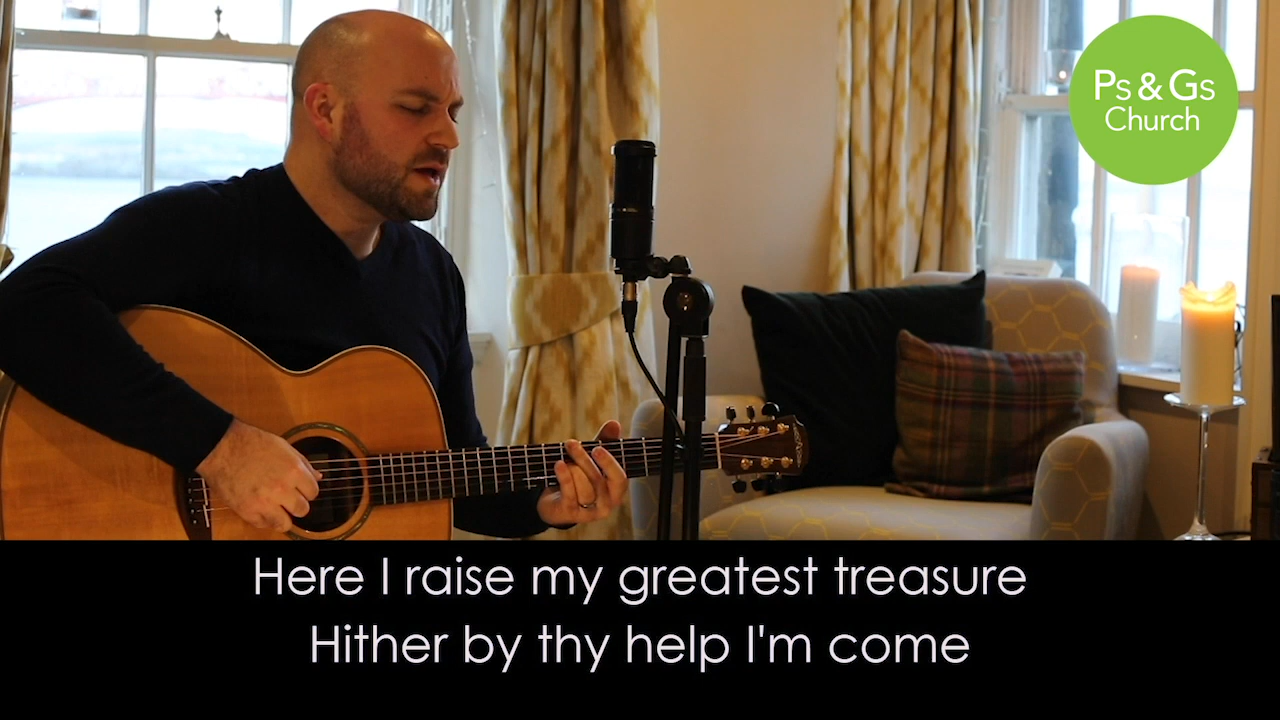 Ps & Gs
Church
Here I raise my greatest treasure
Hither by thy help I'm come